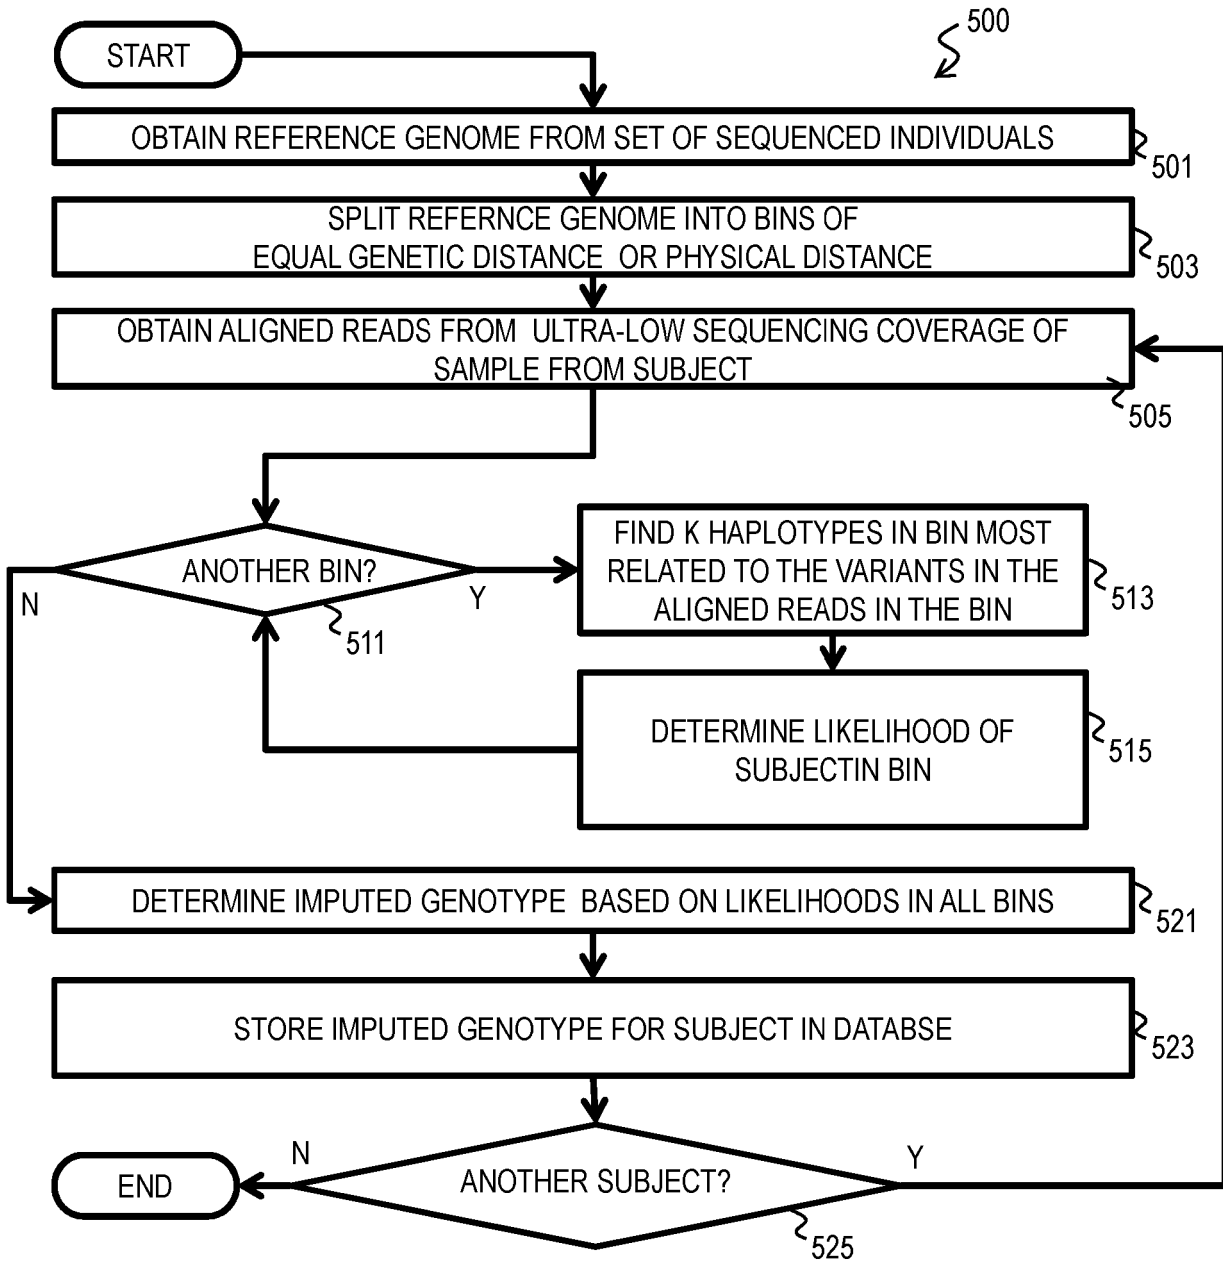 500
START
OBTAIN REFERENCE GENOME FROM SET OF SEQUENCED INDIVIDUALS
501
SPLIT REFERNCE GENOME INTO BINS OF
EQUAL GENETIC DISTANCE OR PHYSICAL DISTANCE
503
OBTAIN ALIGNED READS FROM ULTRA-LOW SEQUENCING COVERAGE OF
SAMPLE FROM SUBJECT
505
ANOTHER BIN?
N
Y
511
FIND K HAPLOTYPES IN BIN MOST
RELATED TO THE VARIANTS IN THE
ALIGNED READS IN THE BIN
513
DETERMINE LIKELIHOOD OF
SUBJECTIN BIN
515
DETERMINE IMPUTED GENOTYPE BASED ON LIKELIHOODS IN ALL BINS
521
STORE IMPUTED GENOTYPE FOR SUBJECT IN DATABSE
523
N
Y
ANOTHER SUBJECT?
END
525